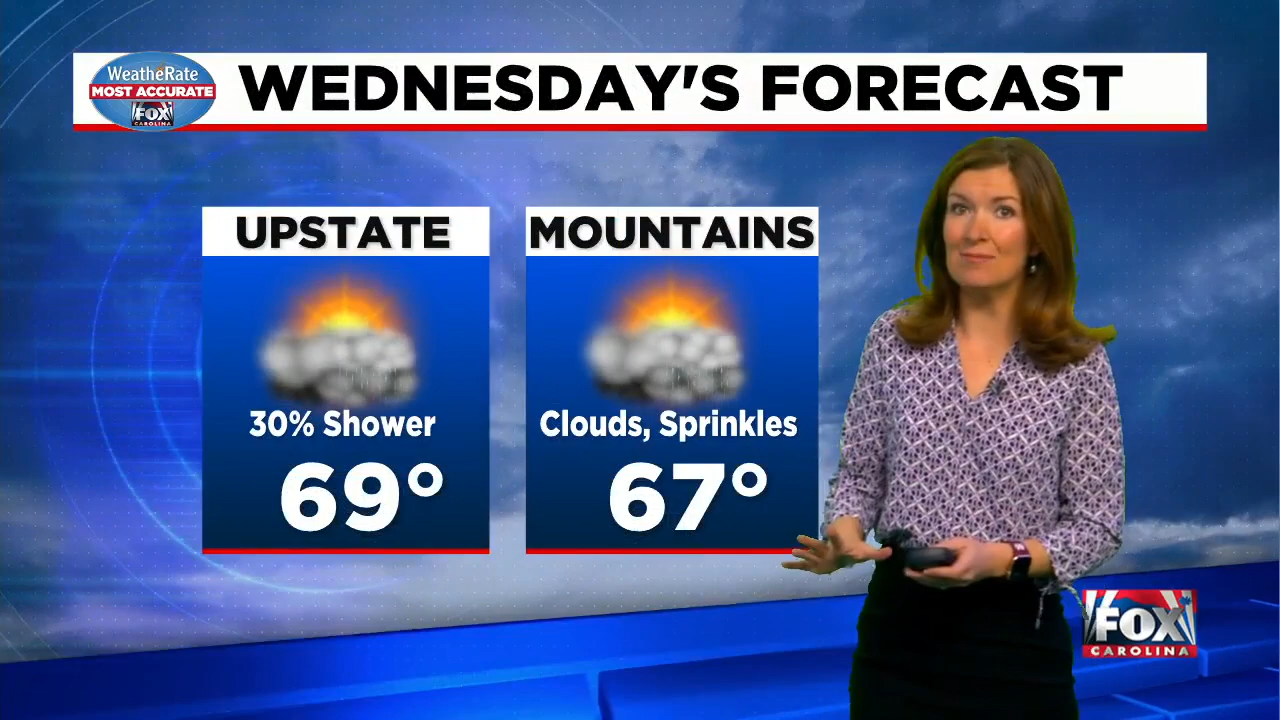 WeatheRate
MOST ACCURATE
FOX
CAROLINA
WEDNESDAY'S FORECAST
UPSTATE
30% Shower
69°
MOUNTAINS
Clouds, Sprinkles
67°
FOX
CAROLINA